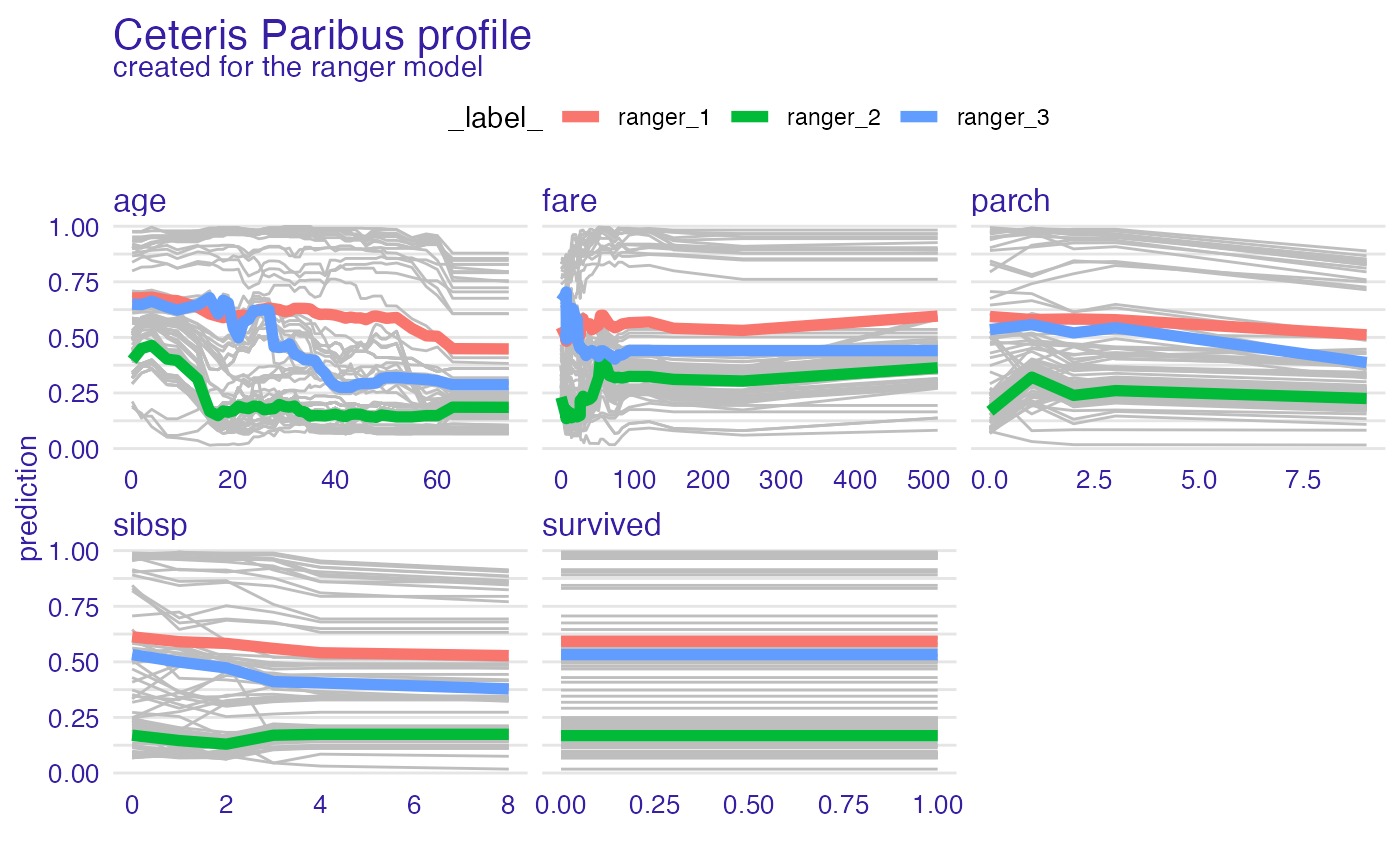 Ceteris Paribus profile
created for the ranger model
_label_ ranger_1 ranger_2 ranger_3
age fare parch
1.00
0.75
0.50
0.25
0.00
0 20 40 60 0 100 200 300 400 500 0.0 2.5 5.0 7.5
prediction
sibsp survived
1.00
0.75
0.50
0.25
0.00
0 2 4 6 8 0.00 0.25 0.50 0.75 1.00